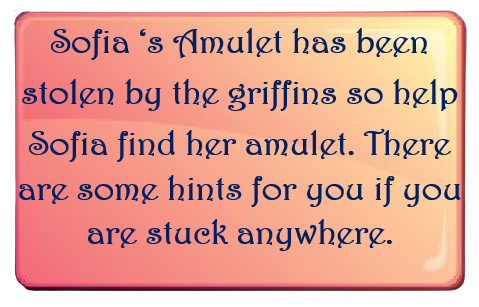 Sofia ‘s Amulet has been
stolen by the griffins so help
Sofia find her amulet. There
are some hints for you if you
are stuck anywhere.